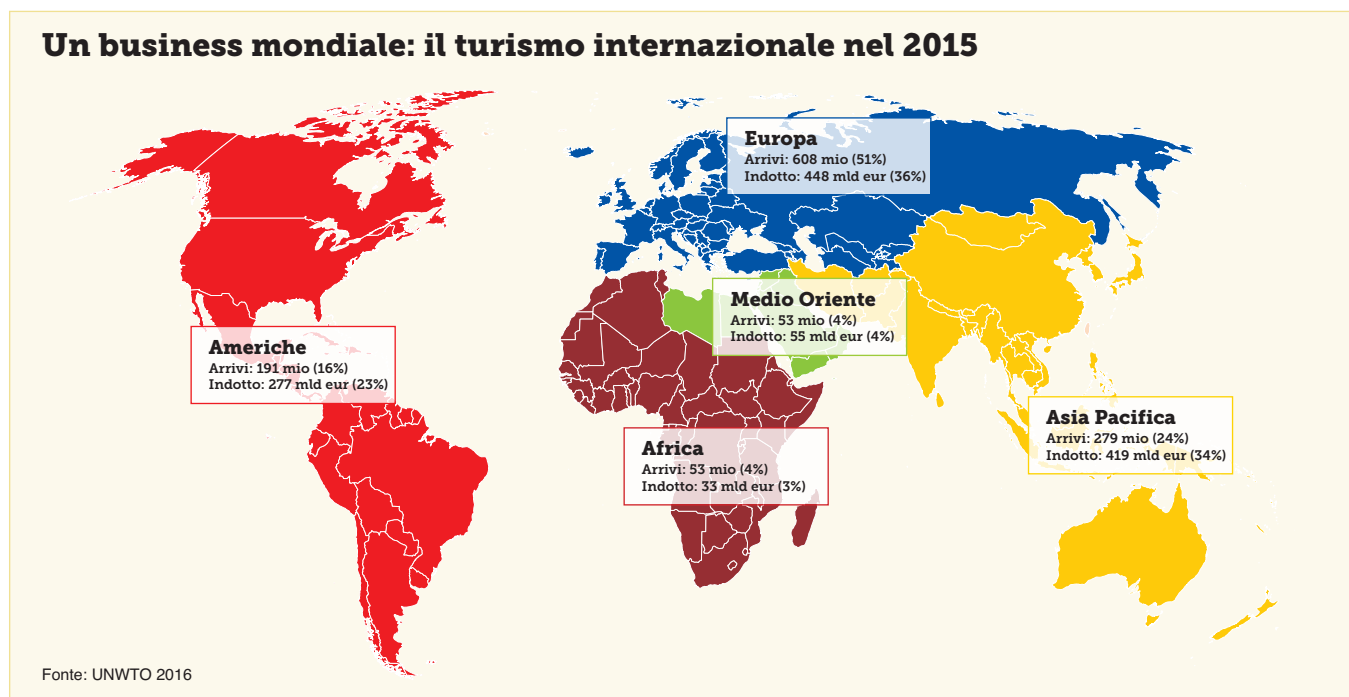 Un business mondiale: il turismo internazionale nel 2015
Europa
Arrivi: 608 mio (51%)
Indotto: 448 mld eur (36%)
Medio Oriente
Arrivi: 53 mio (4%)
Indotto: 55 mld eur (4%)
Americhe
Arrivi: 191 mio (16%)
Indotto: 277 mld eur (23%)
Asia Pacifica
Arrivi: 279 mio (24%)
Indotto: 419 mld eur (34%)
Africa
Arrivi: 53 mio (4%)
Indotto: 33 mld eur (3%)
Fonte: UNWTO 2016